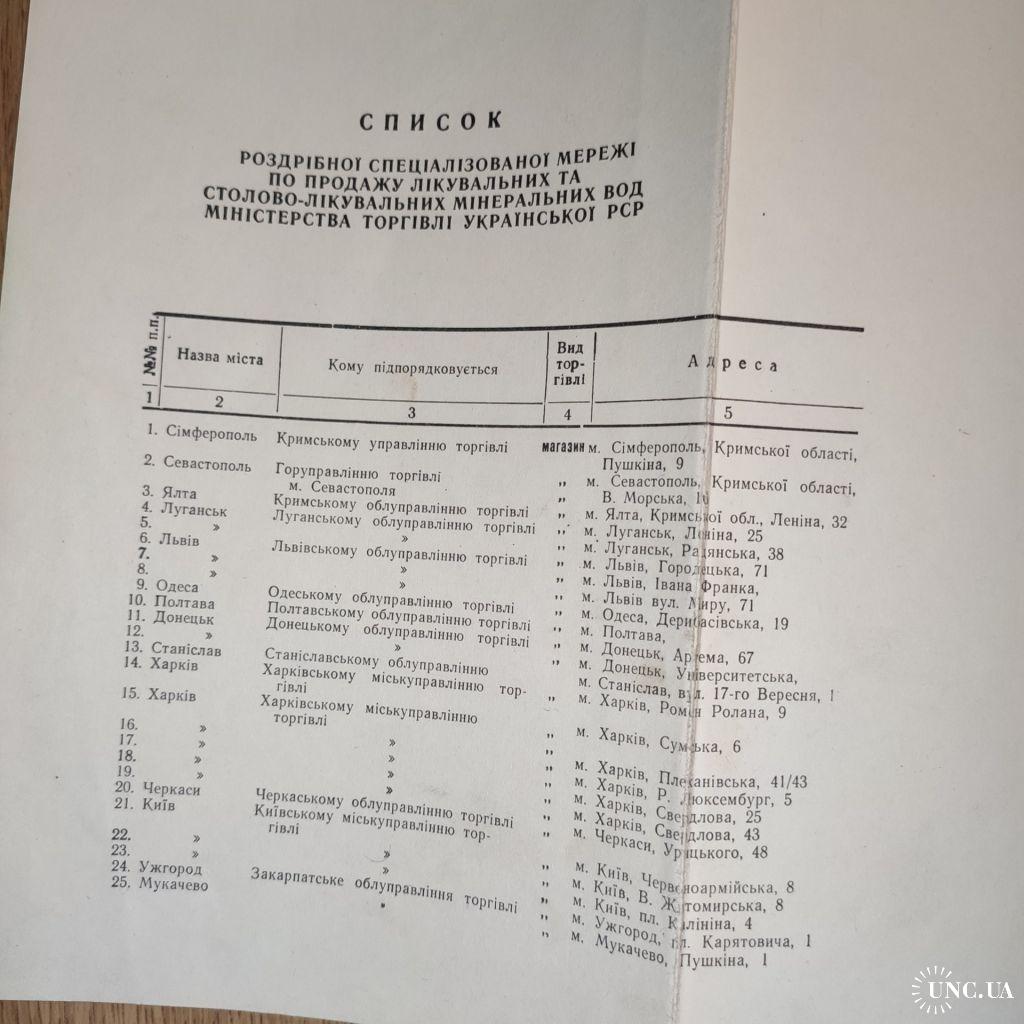 СПИСОК
РОЗДРІБНОЇ СПЕЦІАЛІЗОВАНОЇ МЕРЕЖІ
ПО ПРОДАЖУ ЛІКУВАЛЬНИХ ТА
СТОЛОВО-ЛІКУВАЛЬНИХ МІНЕРАЛЬНИХ ВОД
МІНІСТЕРСТВА ТОРГІВЛІ УКРАЇНСЬКОЇ РСР
№№ п.п. Назва міста Кому підпорядковується Вид тор-гівлі Адреса
1 2 3 4 5
1. Сімферополь Кримському управлінню торгівлі магазин м. Сімферополь, Кримської області,
Пушкіна, 9
2. Севастополь Горуправлінню торгівлі „ м. Севастополь, Кримської області,
м. Севастополя В. Морська, 10
3. Ялта Кримському облуправлінню торгівлі „ м. Ялта, Кримської обл., Леніна, 32
4. Луганськ Луганському облуправлінню торгівлі „ м. Луганськ, Леніна, 25
5. » » „ м. Луганськ, Радянська, 38
6. Львів Львівському облуправлінню торгівлі „ м. Львів, Городецька, 71
7. » » „ м. Львів, Івана Франка,
8. » » „ м. Львів вул. Миру, 71
9. Одеса Одеському облуправлінню торгівлі „ м. Одеса, Дерибасівська, 19
10. Полтава Полтавському облуправлінню торгівлі „ м. Полтава,
11. Донецьк Донецькому облуправлінню торгівлі „ м. Донецьк, Артема, 67
12. » » „ м. Донецьк, Університетська,
13. Станіслав Станіславському облуправлінню м. Станіслав, вул. 17-го Вересня, 1
14. Харків Харківському міськуправлінню тор- „ м. Харків, Ромен Ролана, 9
гівлі
15. Харків Харківському міськуправлінню „ м. Харків, Сумська, 6
торгівлі
16. » » „ м. Харків, Плеханівська, 41/43
17. » » „ м. Харків, Р. Люксембург, 5
18. » » „ м. Харків, Свердлова, 25
19. » » „ м. Харків, Свердлова, 43
20. Черкаси Черкаському облуправлінню торгівлі „ м. Черкаси, Урицького, 48
21. Київ Київському міськуправлінню тор- „ м. Київ, Червоноармійська, 8
гівлі
22. » » „ м. Київ, В. Житомирська, 8
23. » » „ м. Київ, пл. Калініна, 4
24. Ужгород Закарпатське облуправління торгівлі „ м. Ужгород, пл. Карятовича, 1
25. Мукачево „ м. Мукачево, Пушкіна, 1
UNC.UA